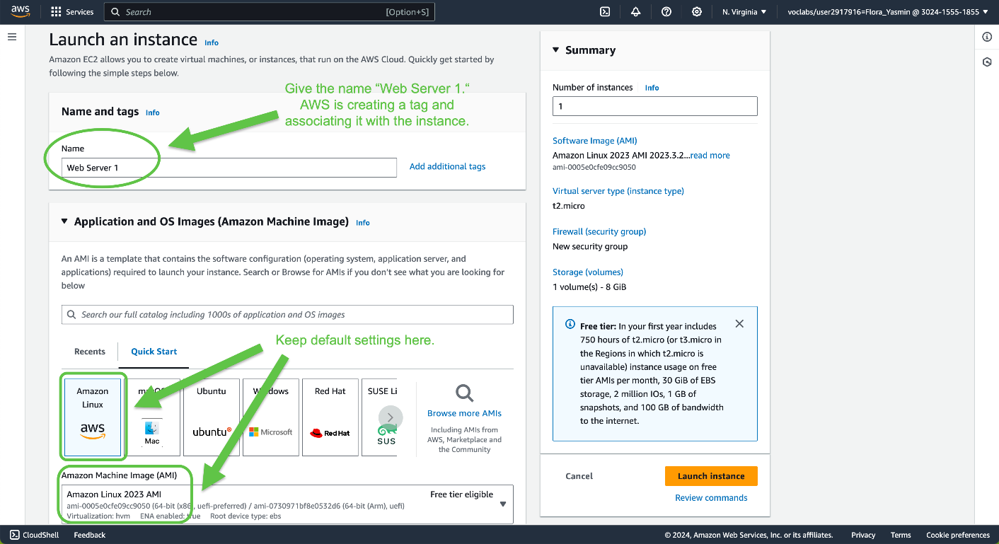 aws
Services
Search
[Option+S]
N. Virginia
voclabs/user2917916=Flora_Yasmin @ 3024-1555-1855
Launch an instance Info
Amazon EC2 allows you to create virtual machines, or instances, that run on the AWS Cloud. Quickly get started by
following the simple steps below.
Give the name “Web Server 1.“
AWS is creating a tag and
associating it with the instance.
Name and tags Info
Name
Web Server 1
Add additional tags
Application and OS Images (Amazon Machine Image) Info
An AMI is a template that contains the software configuration (operating system, application server, and
applications) required to launch your instance. Search or Browse for AMIs if you don't see what you are looking for
below
Search our full catalog including 1000s of application and OS images
Keep default settings here.
Recents
Quick Start
Amazon
Linux
aws
Mac
Ubuntu
ubuntu
Windows
Microsoft
Red Hat
Red Hat
SUSE Li
SUS
Browse more AMIs
Including AMIs from
AWS, Marketplace and
the Community
Amazon Machine Image (AMI)
Amazon Linux 2023 AMI
Free tier eligible
ami-0005e0cfe09cc9050 (64-bit (x86), uefi-preferred) / ami-0730971bf8e0532d6 (64-bit (Arm), uefi)
Virtualization: hvm ENA enabled: true Root device type: ebs
Summary
Number of instances Info
1
Software Image (AMI)
Amazon Linux 2023 AMI 2023.3.2...read more
ami-0005e0cfe09cc9050
Virtual server type (instance type)
t2.micro
Firewall (security group)
New security group
Storage (volumes)
1 volume(s) - 8 GiB
Free tier: In your first year includes
750 hours of t2.micro (or t3.micro in
the Regions in which t2.micro is
unavailable) instance usage on free
tier AMIs per month, 30 GiB of EBS
storage, 2 million IOs, 1 GB of
snapshots, and 100 GB of bandwidth
to the internet.
Cancel
Launch instance
Review commands
CloudShell
Feedback
© 2024, Amazon Web Services, Inc. or its affiliates.
Privacy
Terms
Cookie preferences